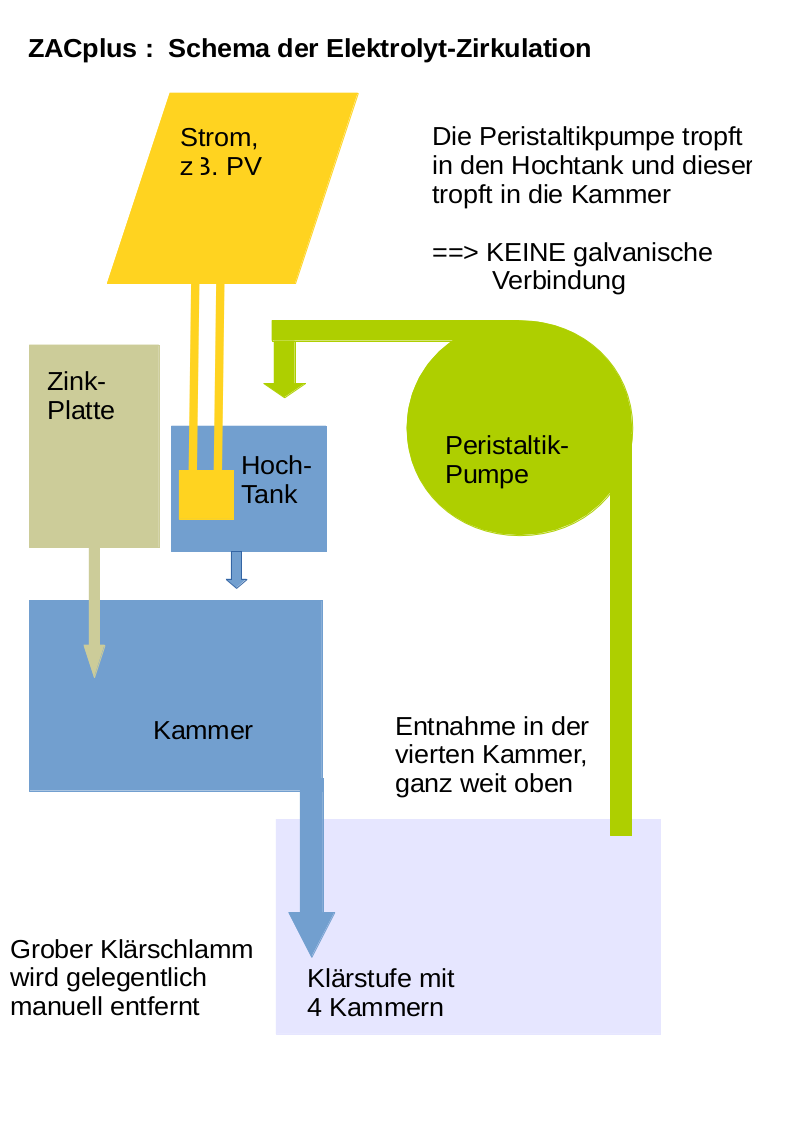 ZACplus :  Schema der Elektrolyt-Zirkulation
Strom,
z.B. PV
Die Peristaltikpumpe tropft
in den Hochtank und dieser
tropft in die Kammer
==> KEINE galvanische
Verbindung
Zink-
Platte
Hoch-
Tank
Peristaltik-
Pumpe
Kammer
Entnahme in der
vierten Kammer,
ganz weit oben
Grober Klärschlamm
wird gelegentlich
manuell entfernt
Klärstufe mit
4 Kammern